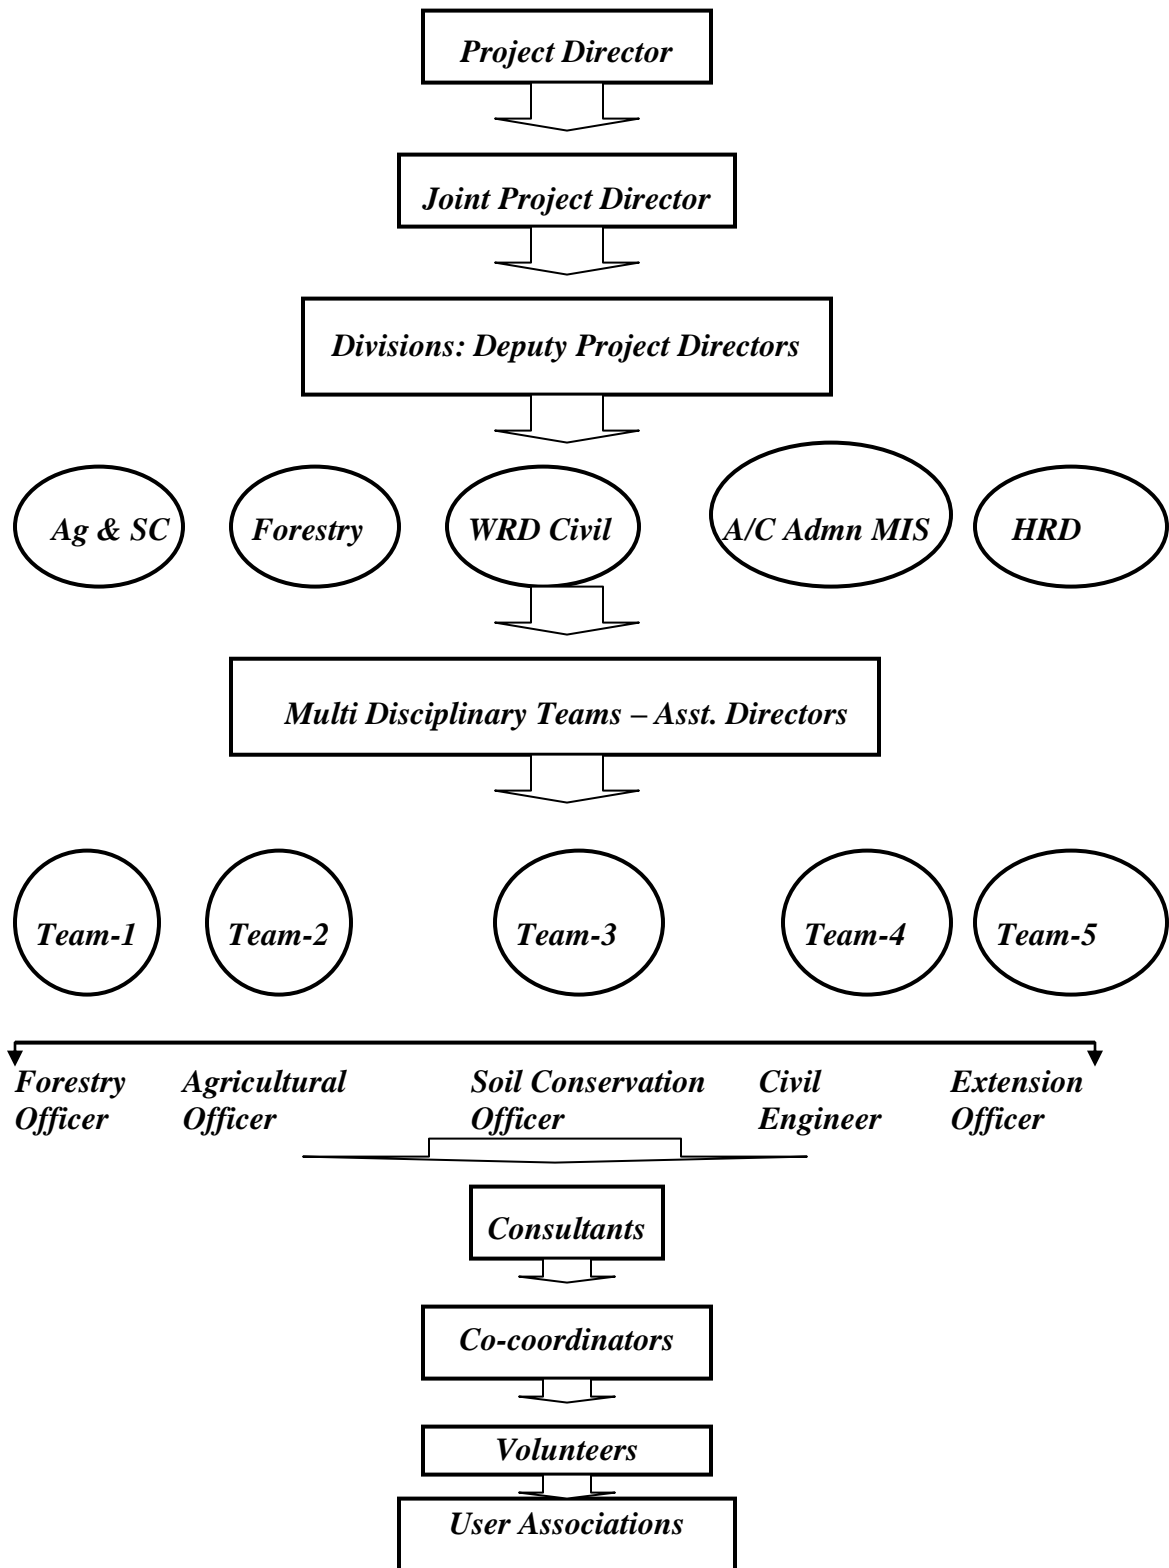 Project Director
Joint Project Director
Divisions: Deputy Project Directors
Ag & SC
Forestry
WRD Civil
A/C Admn MIS
HRD
Multi Disciplinary Teams – Asst. Directors
Team-1
Team-2
Team-3
Team-4
Team-5
Forestry
Officer
Agricultural
Officer
Soil Conservation
Officer
Civil
Engineer
Extension
Officer
Consultants
Co-coordinators
Volunteers
User Associations